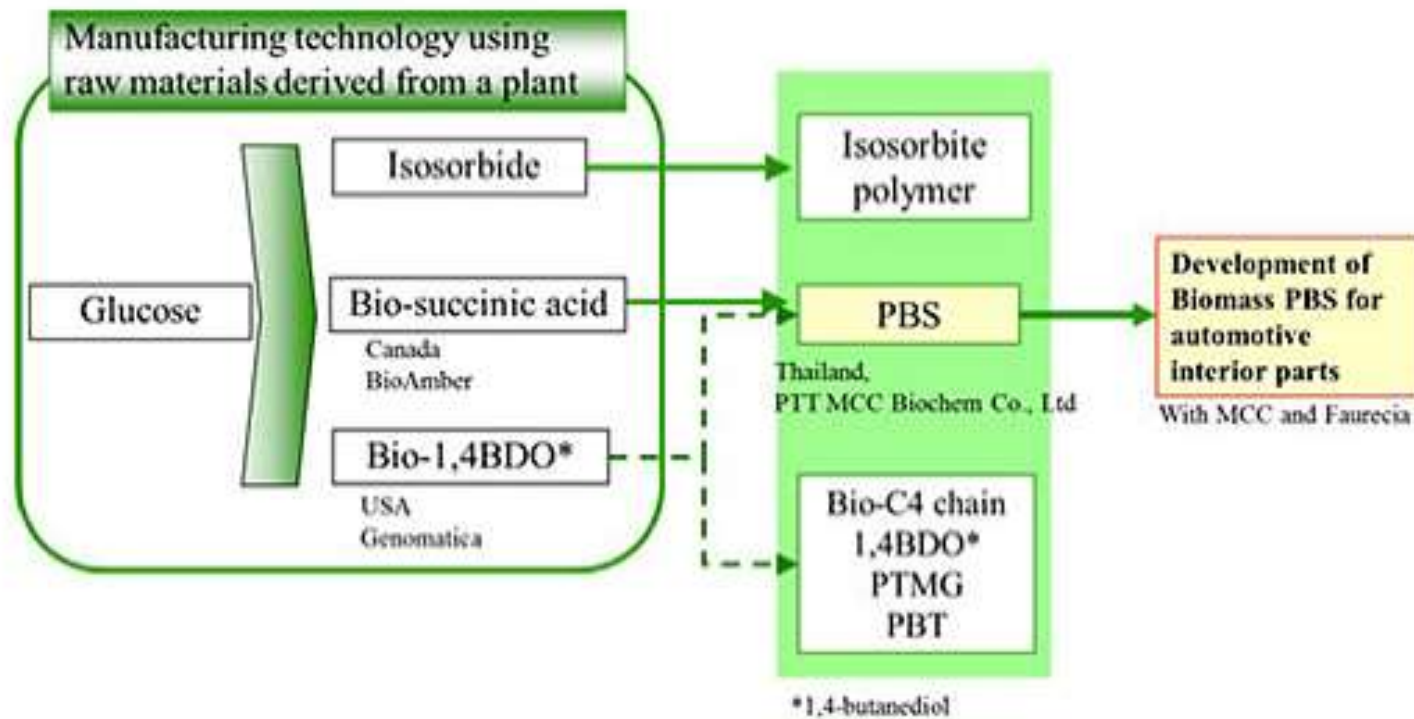 Manufacturing technology using
raw materials derived from a plant
Glucose
Isosorbide
Bio-succinic acid
Canada
BioAmber
Bio-1,4BDO*
USA
Genomatica
Isosorbite
polymer
PBS
Thailand,
PTT MCC Biochem Co., Ltd
Bio-C4 chain
1,4BDO*
PTMG
PBT
*1,4-butanediol
Development of
Biomass PBS for
automotive
interior parts
With MCC and Faurecia